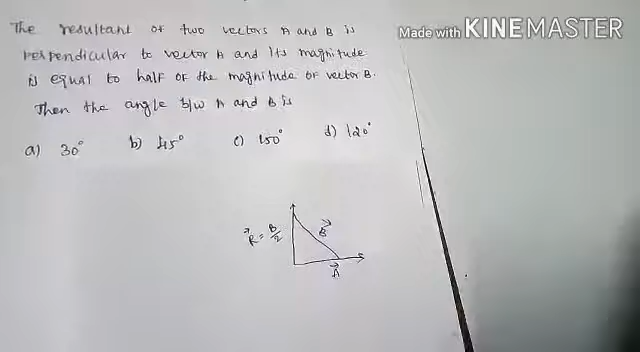 The resultant of two vectors A and B is
Made with KINEMASTER
perpendicular to vector A and its magnitude
is equal to half of the magnitude of vector B.
Then the angle b/w A and B is
a) 30° b) 45° c) 150° d) 120°
R⃗ = B/2 B⃗
A⃗